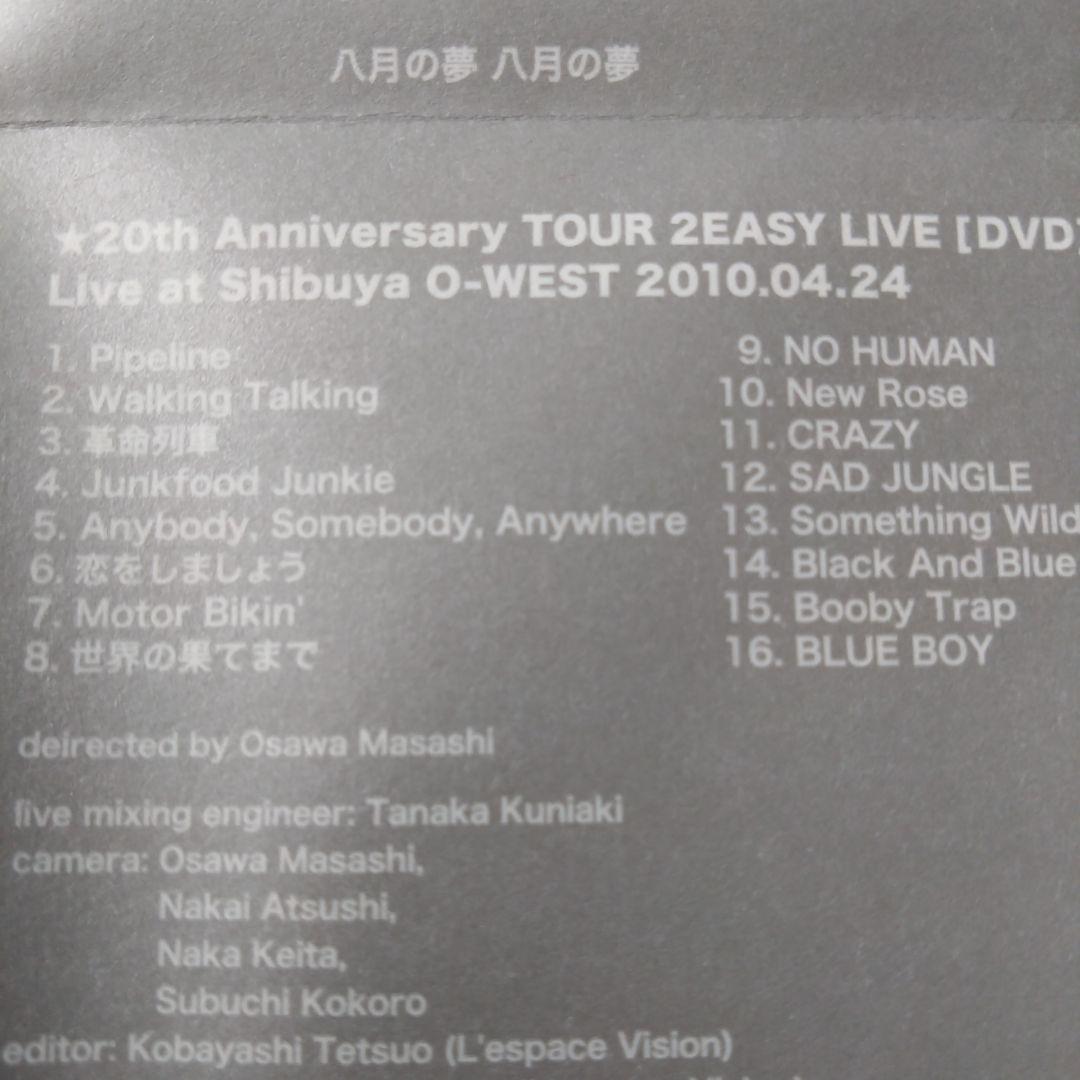 八月の夢 八月の夢
★20th Anniversary TOUR 2EASY LIVE [DVD]
Live at Shibuya O-WEST 2010.04.24
1. Pipeline
2. Walking Talking
3. 革命列車
4. Junkfood Junkie
5. Anybody, Somebody, Anywhere
6. 恋をしましょう
7. Motor Bikin'
8. 世界の果てまで
9. NO HUMAN
10. New Rose
11. CRAZY
12. SAD JUNGLE
13. Something Wild
14. Black And Blue
15. Booby Trap
16. BLUE BOY
deirected by Osawa Masashi
live mixing engineer: Tanaka Kuniaki
camera: Osawa Masashi,
Nakai Atsushi,
Naka Keita,
Subuchi Kokoro
editor: Kobayashi Tetsuo (L'espace Vision)